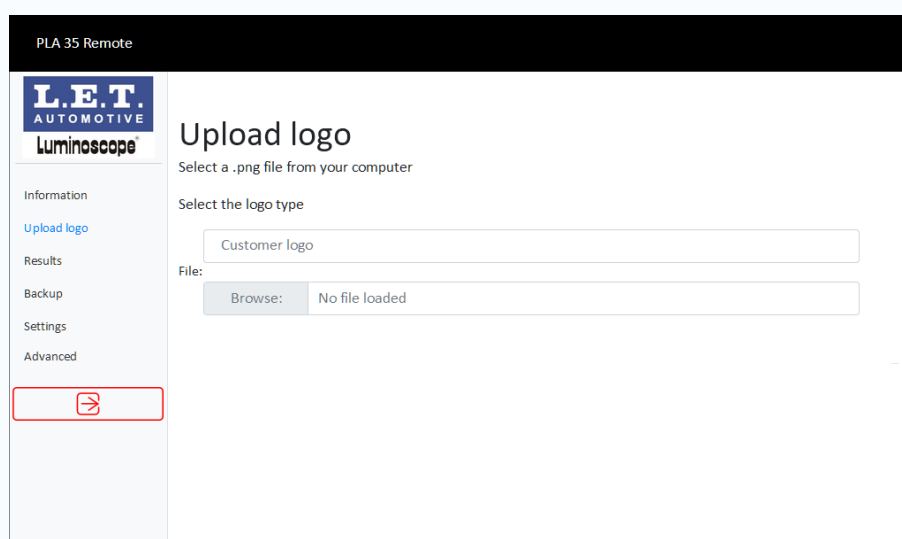 PLA 35 Remote
L.E.T.
AUTOMOTIVE
Luminoscope®
Information
Upload logo
Results
Backup
Settings
Advanced
Upload logo
Select a .png file from your computer
Select the logo type
Customer logo
File:
Browse: No file loaded